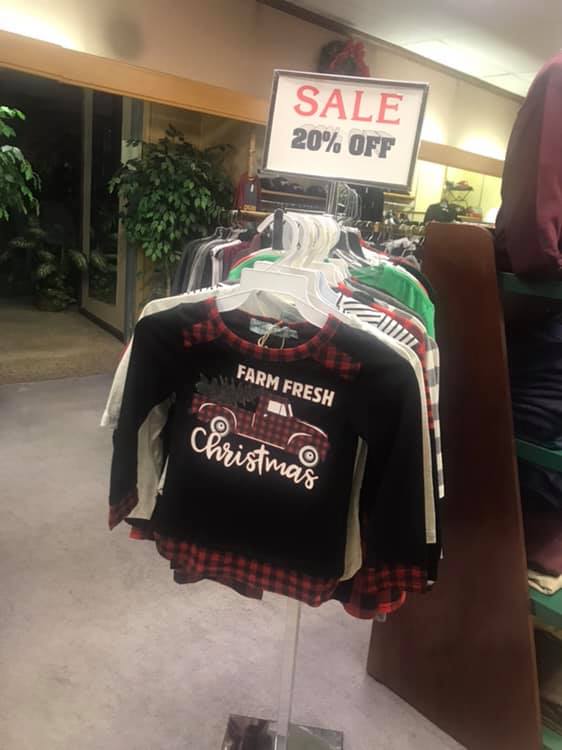 SALE
20% OFF
FARM FRESH
Christmas